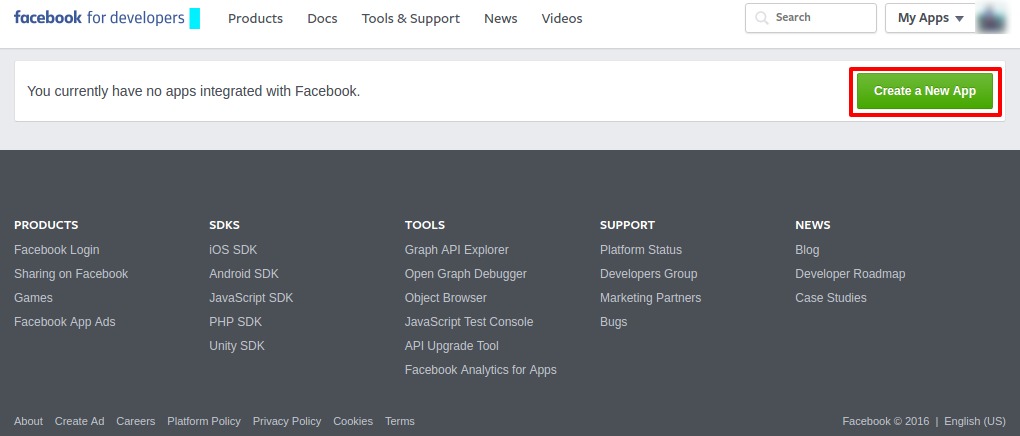 facebook for developers Products Docs Tools & Support News Videos Search My Apps
You currently have no apps integrated with Facebook. Create a New App
PRODUCTS SDKS TOOLS SUPPORT NEWS
Facebook Login iOS SDK Graph API Explorer Platform Status Blog
Sharing on Facebook Android SDK Open Graph Debugger Developers Group Developer Roadmap
Games JavaScript SDK Object Browser Marketing Partners Case Studies
Facebook App Ads PHP SDK JavaScript Test Console Bugs
Unity SDK API Upgrade Tool
Facebook Analytics for Apps
About Create Ad Careers Platform Policy Privacy Policy Cookies Terms Facebook © 2016 | English (US)